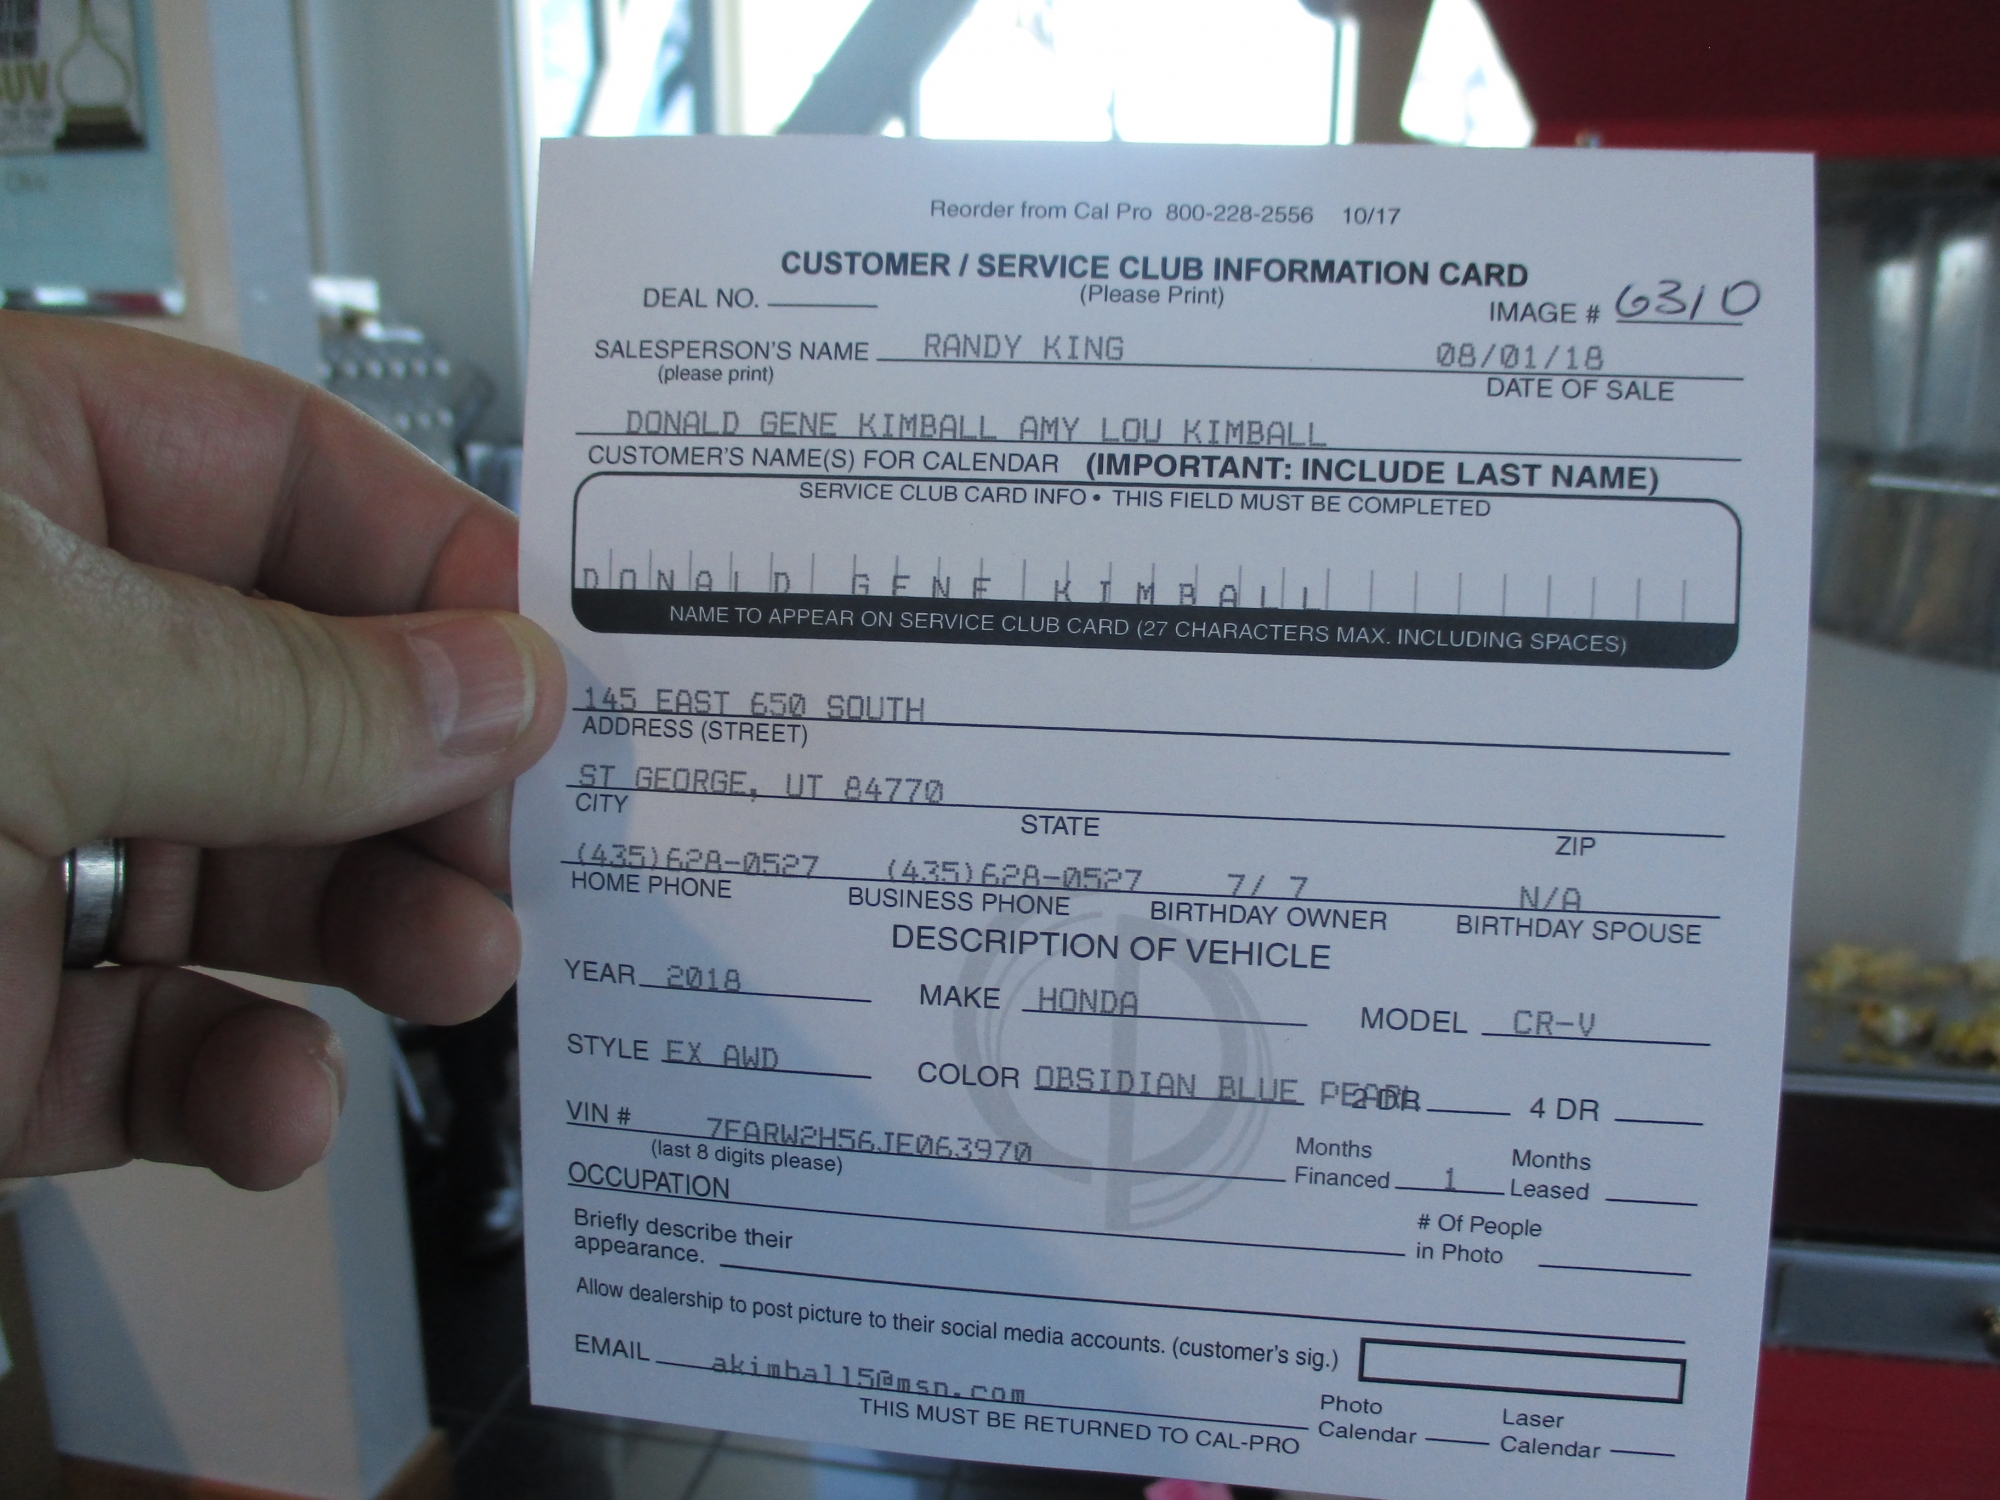 Reorder from Cal Pro 800-228-2556 10/17
CUSTOMER / SERVICE CLUB INFORMATION CARD
DEAL NO. (Please Print) IMAGE # 6310
SALESPERSON'S NAME RANDY KING 08/01/18
(please print) DATE OF SALE
DONALD GENE KIMBALL AMY LOU KIMBALL
CUSTOMER'S NAME(S) FOR CALENDAR (IMPORTANT: INCLUDE LAST NAME)
SERVICE CLUB CARD INFO • THIS FIELD MUST BE COMPLETED
DONALD GENE KIMBALL
NAME TO APPEAR ON SERVICE CLUB CARD (27 CHARACTERS MAX. INCLUDING SPACES)
145 EAST 650 SOUTH
ADDRESS (STREET)
ST GEORGE, UT 84770
CITY STATE ZIP
(435)628-0527 (435)628-0527 7/ 7 N/A
HOME PHONE BUSINESS PHONE BIRTHDAY OWNER BIRTHDAY SPOUSE
DESCRIPTION OF VEHICLE
YEAR 2018 MAKE HONDA MODEL CR-V
STYLE EX AWD COLOR OBSIDIAN BLUE PEARL 2 DR 4 DR
VIN # 7FARW2H56JE063970
(last 8 digits please) Months Financed 1 Months Leased
OCCUPATION
# Of People in Photo
Briefly describe their
appearance.
Allow dealership to post picture to their social media accounts. (customer's sig.)
EMAIL akimball5@msn.com
Photo Calendar Laser Calendar
THIS MUST BE RETURNED TO CAL-PRO